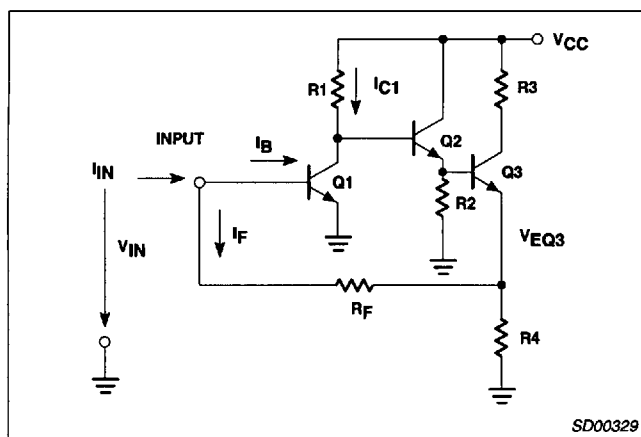 VCC
R1
IC1
R3
INPUT
IB
Q2
IIN
Q1
Q3
R2
VIN
IF
VEQ3
RF
R4
SD00329